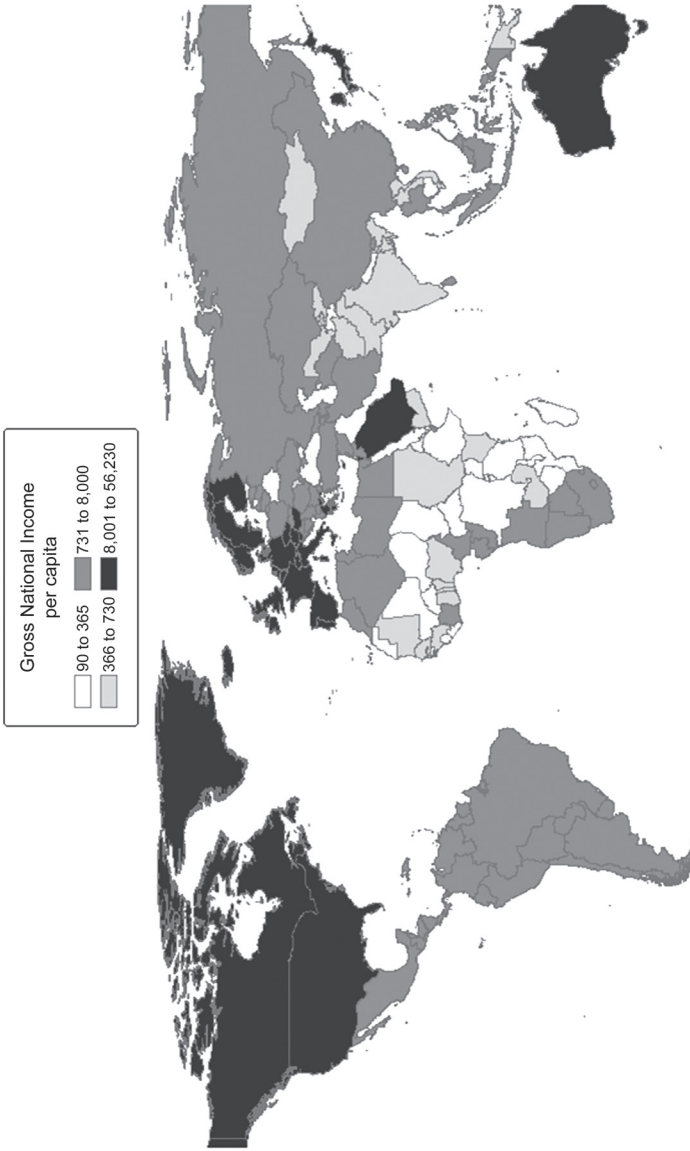 Gross National Income
per capita
90 to 365 731 to 8,000
366 to 730 8,001 to 56,230